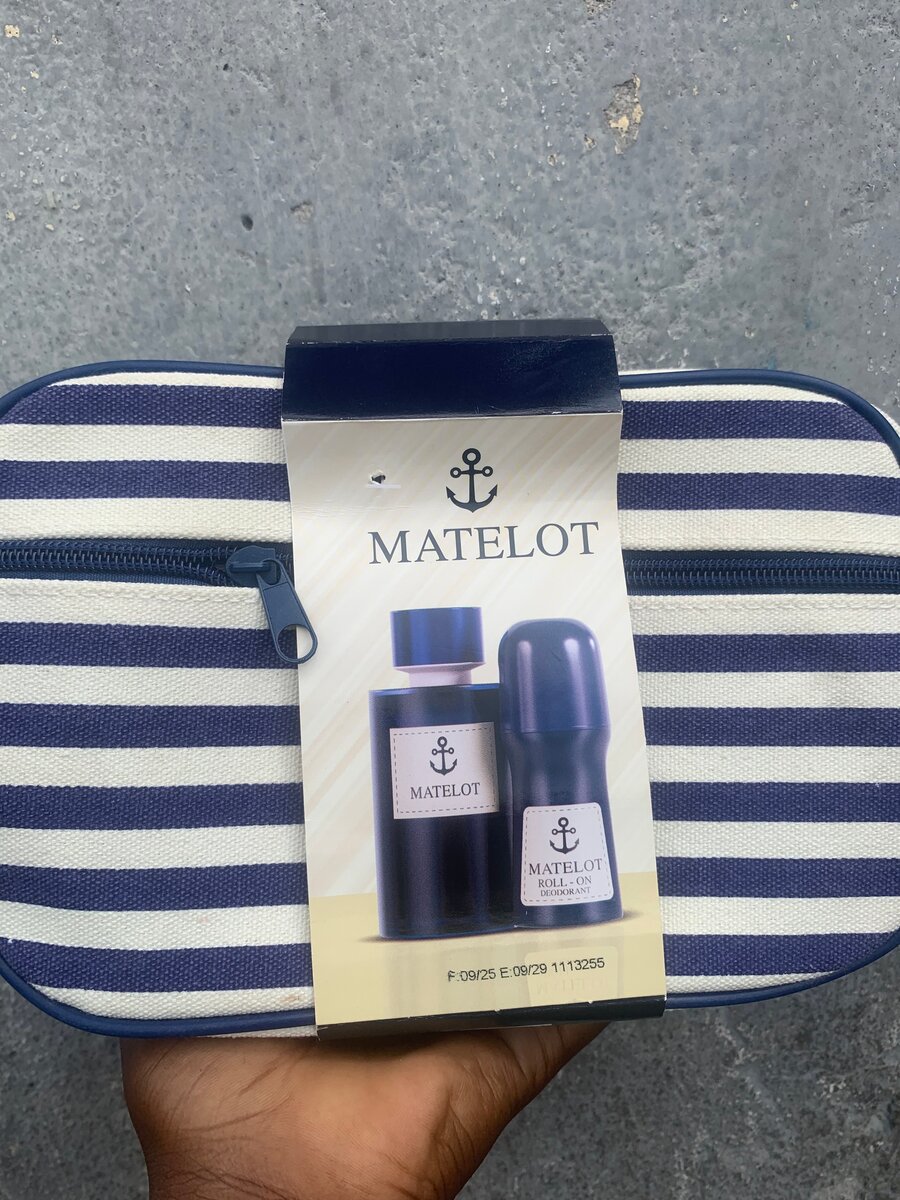 MATELOT
MATELOT
MATELOT
ROLL-ON
DEODORANT
F:09/25 E:09/29 1113255